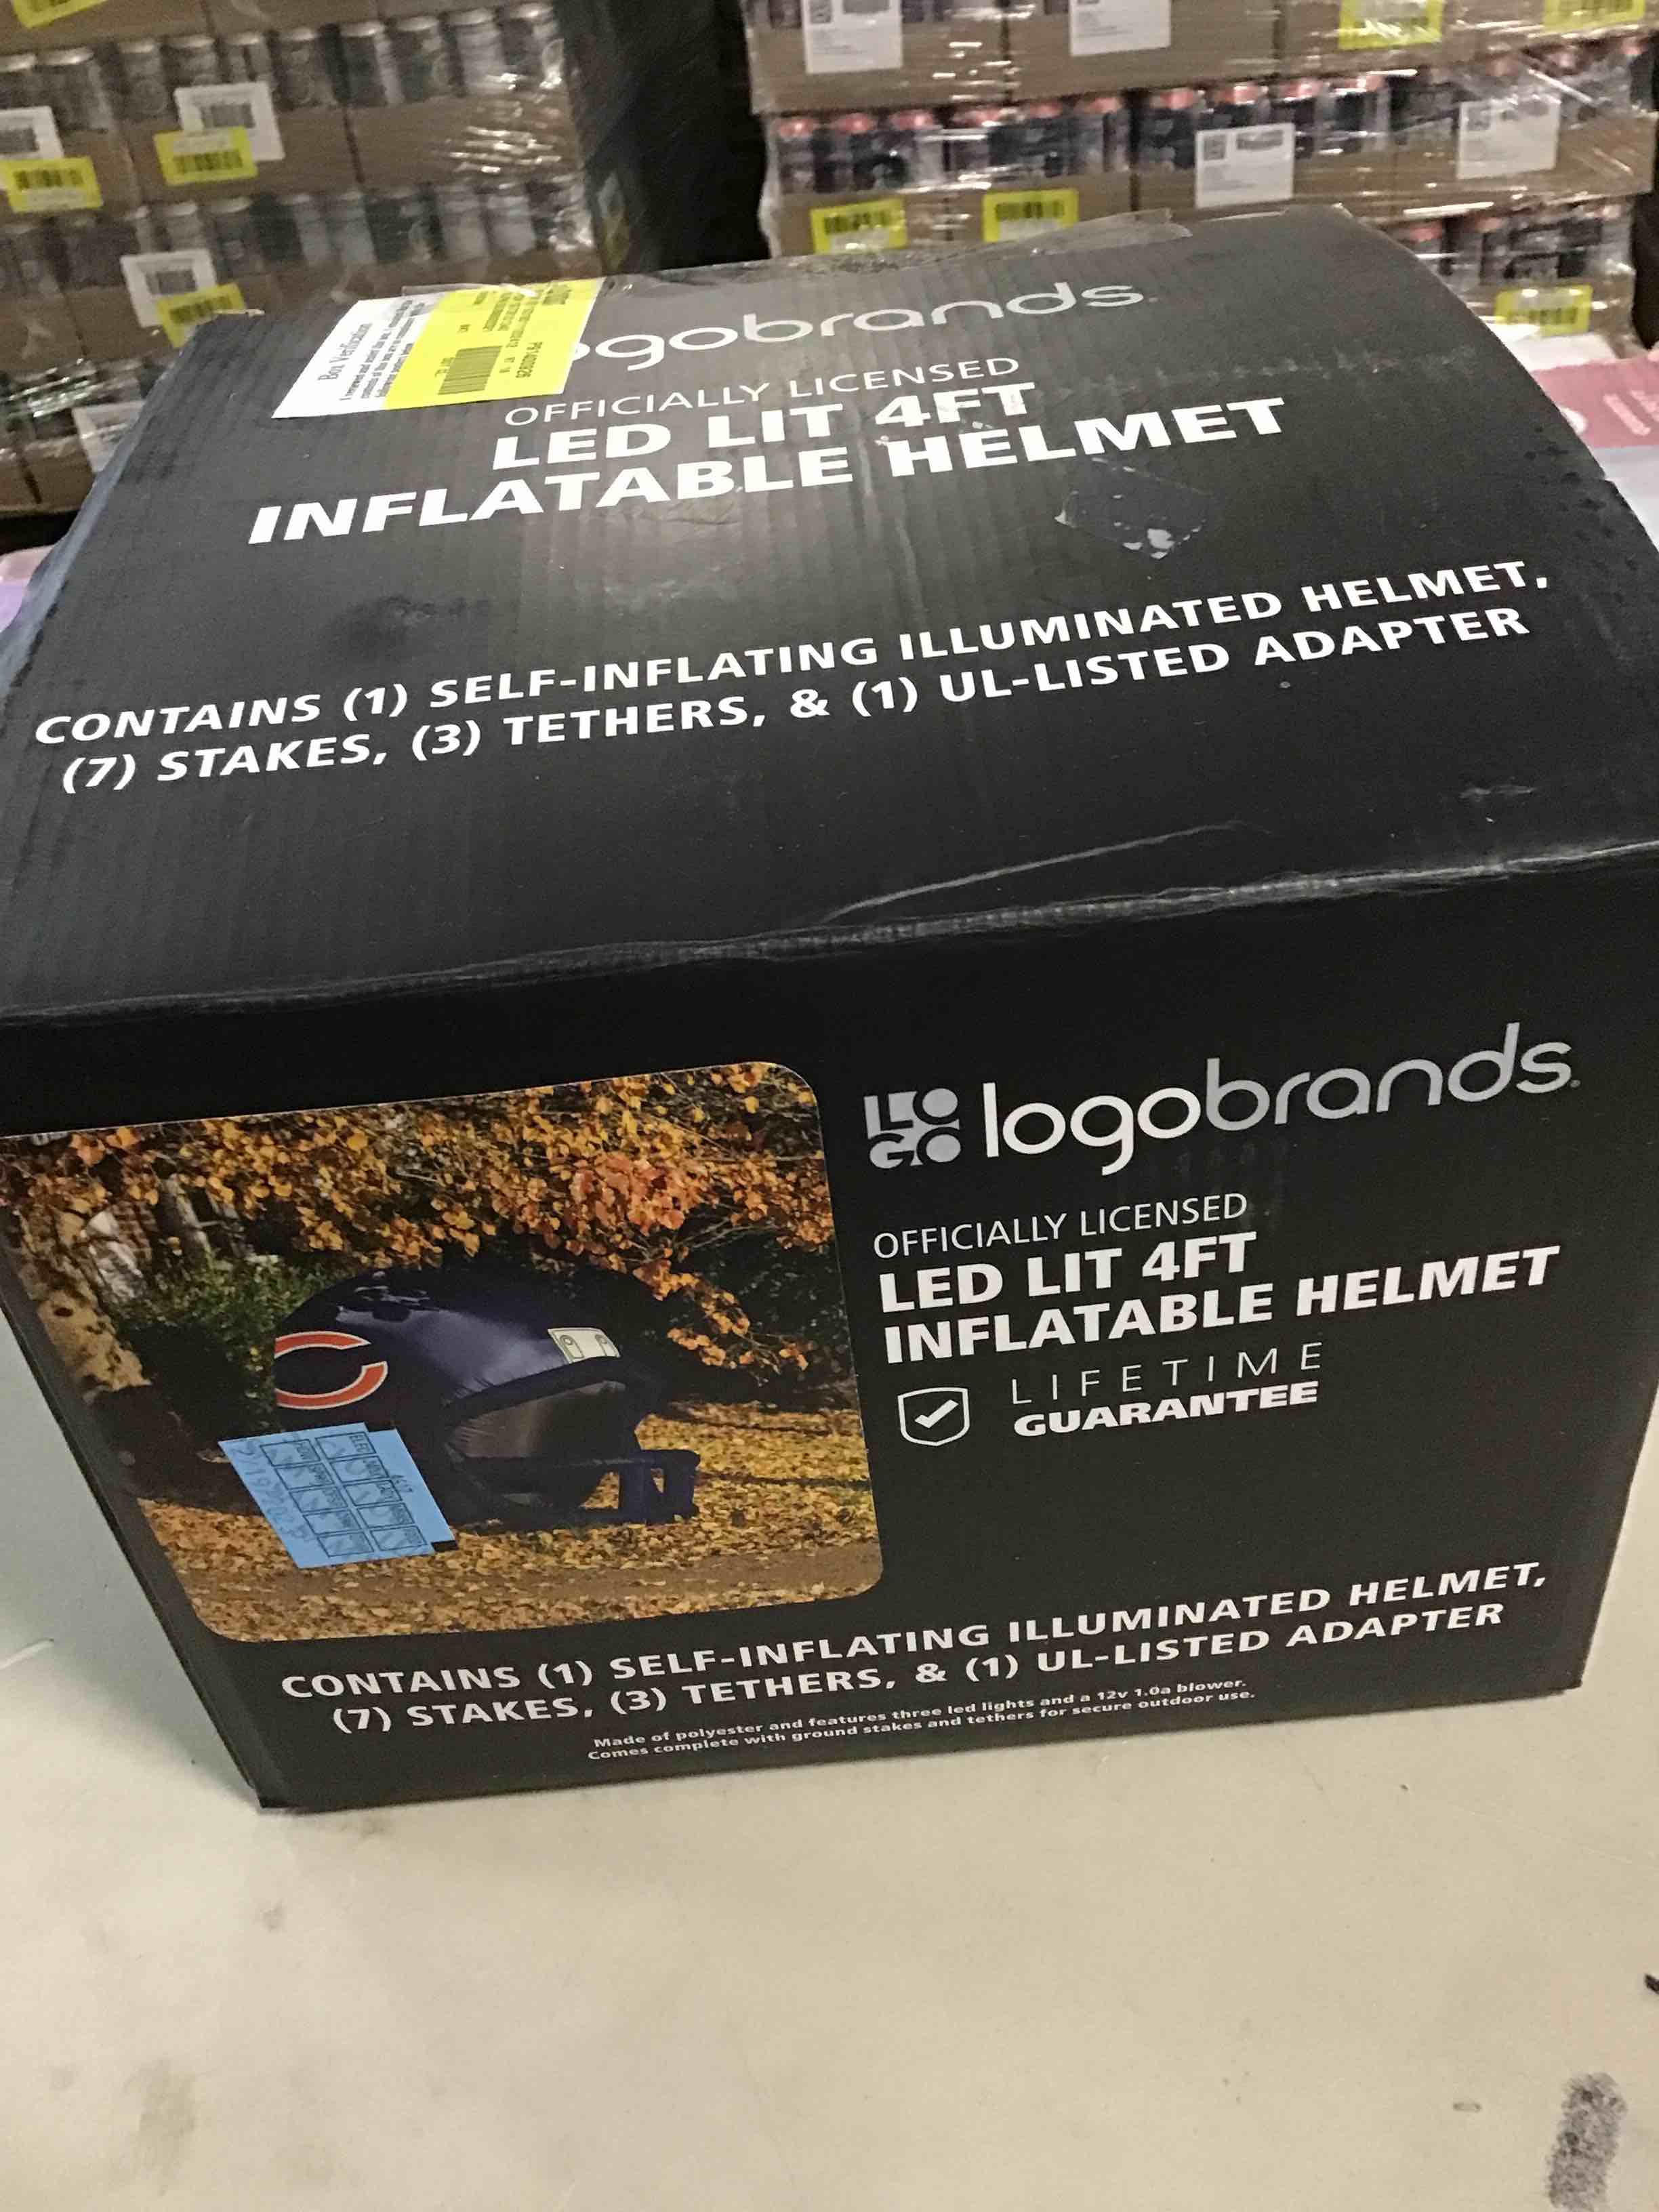 Box Verification
logobrands
OFFICIALLY LICENSED
LED LIT 4FT
INFLATABLE HELMET
CONTAINS (1) SELF-INFLATING ILLUMINATED HELMET,
(7) STAKES, (3) TETHERS, & (1) UL-LISTED ADAPTER
LOGO logobrands.
OFFICIALLY LICENSED
LED LIT 4FT
INFLATABLE HELMET
LIFETIME
GUARANTEE
CONTAINS (1) SELF-INFLATING ILLUMINATED HELMET,
(7) STAKES, (3) TETHERS, & (1) UL-LISTED ADAPTER
Made of polyester and features three led lights and a 12v 1.0a blower.
Comes complete with ground stakes and tethers for secure outdoor use.